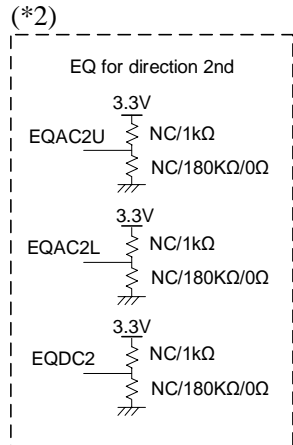 (*2)
EQ for direction 2nd
3.3V
NC/1kΩ
EQAC2U
NC/180KΩ/0Ω
3.3V
NC/1kΩ
EQAC2L
NC/180KΩ/0Ω
3.3V
NC/1kΩ
EQDC2
NC/180KΩ/0Ω